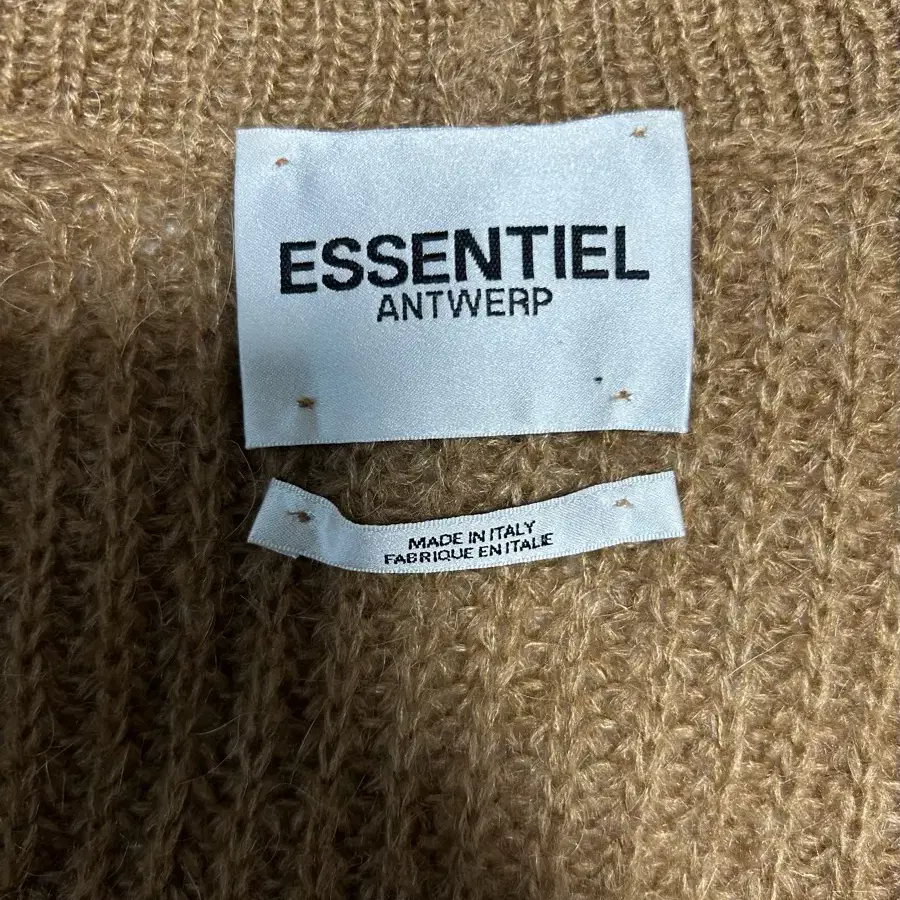 ESSENTIEL
ANTWERP
MADE IN ITALY
FABRIQUE EN ITALIE